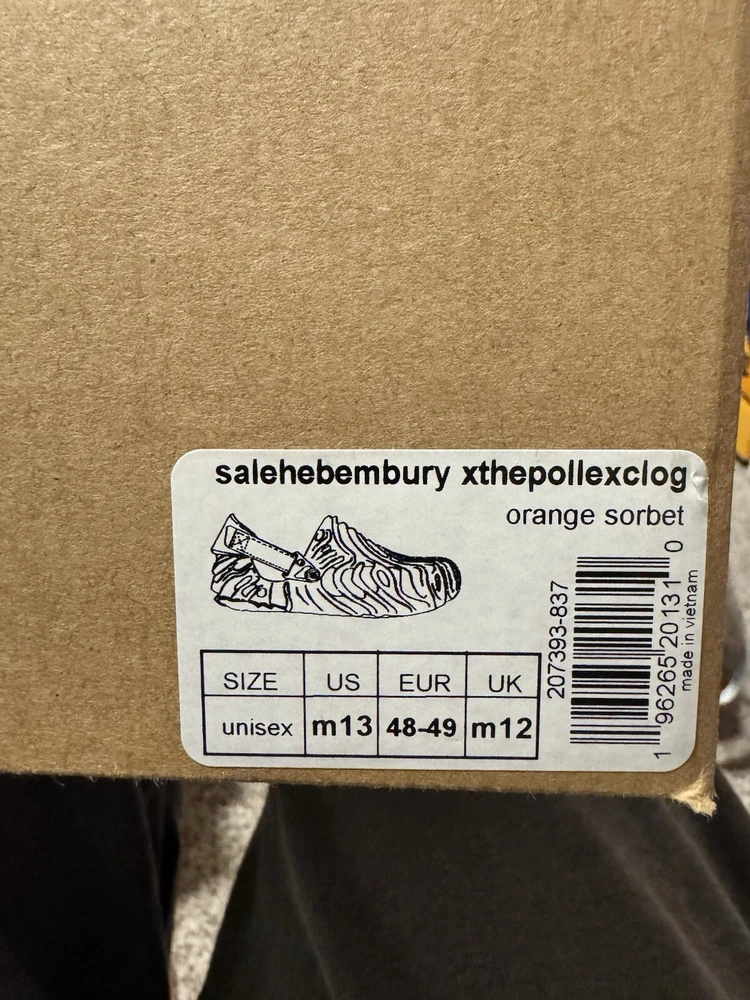 salehebembury xthepollexclog
orange sorbet
SIZE US EUR UK
unisex m13 48-49 m12
207393-837
1 96265 20131 0
made in vietnam